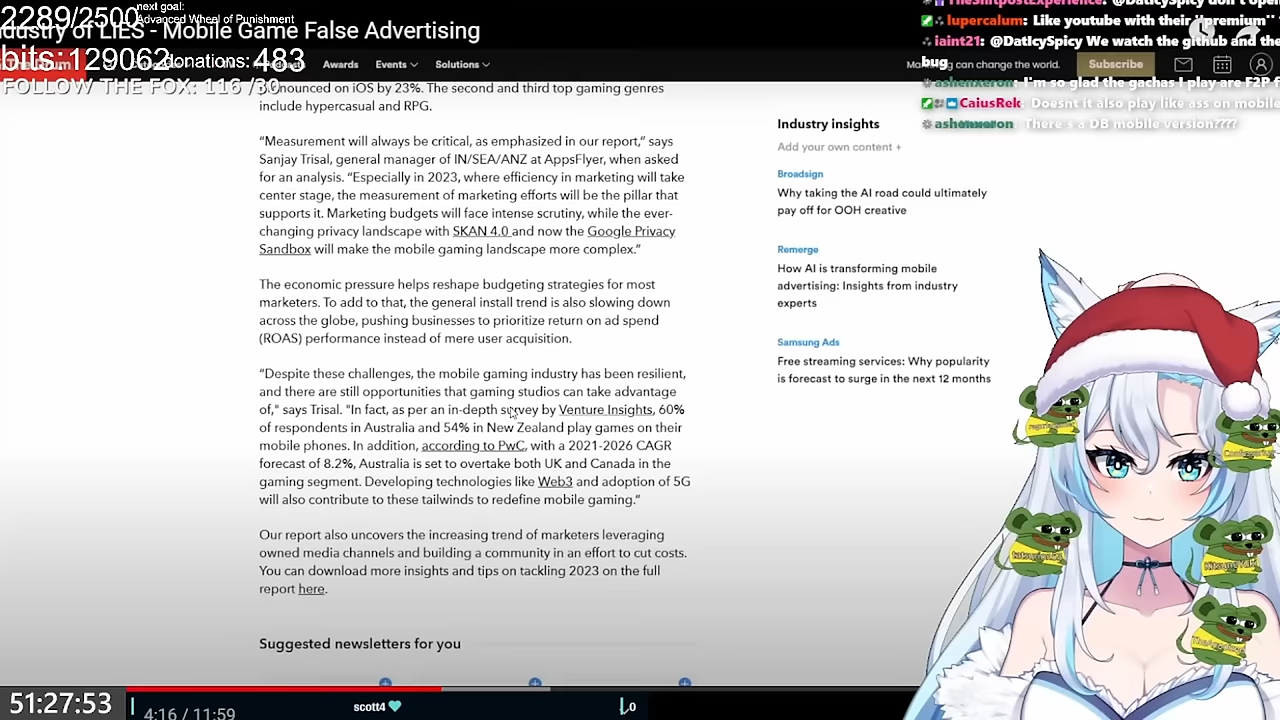 2289/2500
next goal:
Advanced Wheel of Punishment
ndustry of LIES - Mobile Game False Advertising
bits:129062 donations: 483
FOLLOW THE FOX: 116 /30
Awards
Events
Solutions
can change the world.
Subscribe
lupercalum: Like youtube with their "premium"
iaint21: @DatIcySpicy We watch the github and the
bug
ashenxeron: I'm so glad the gachas I play are F2P f
CaiusRek: Doesnt it also play like ass on mobile
ashenxeron: There's a DB mobile version????
on iOS by 23%. The second and third top gaming genres
include hypercasual and RPG.
“Measurement will always be critical, as emphasized in our report,” says
Sanjay Trisal, general manager of IN/SEA/ANZ at AppsFlyer, when asked
for an analysis. “Especially in 2023, where efficiency in marketing will take
center stage, the measurement of marketing efforts will be the pillar that
supports it. Marketing budgets will face intense scrutiny, while the ever-
changing privacy landscape with SKAN 4.0 and now the Google Privacy
Sandbox will make the mobile gaming landscape more complex.”
The economic pressure helps reshape budgeting strategies for most
marketers. To add to that, the general install trend is also slowing down
across the globe, pushing businesses to prioritize return on ad spend
(ROAS) performance instead of mere user acquisition.
“Despite these challenges, the mobile gaming industry has been resilient,
and there are still opportunities that gaming studios can take advantage
of,” says Trisal. “In fact, as per an in-depth survey by Venture Insights, 60%
of respondents in Australia and 54% in New Zealand play games on their
mobile phones. In addition, according to PwC, with a 2021-2026 CAGR
forecast of 8.2%, Australia is set to overtake both UK and Canada in the
gaming segment. Developing technologies like Web3 and adoption of 5G
will also contribute to these tailwinds to redefine mobile gaming.”
Our report also uncovers the increasing trend of marketers leveraging
owned media channels and building a community in an effort to cut costs.
You can download more insights and tips on tackling 2023 on the full
report here.
Suggested newsletters for you
Industry insights
Add your own content +
Broadsign
Why taking the AI road could ultimately
pay off for OOH creative
Remerge
How AI is transforming mobile
advertising: Insights from industry
experts
Samsung Ads
Free streaming services: Why popularity
is forecast to surge in the next 12 months
51:27:53
4:16 / 11:59
scott4
0